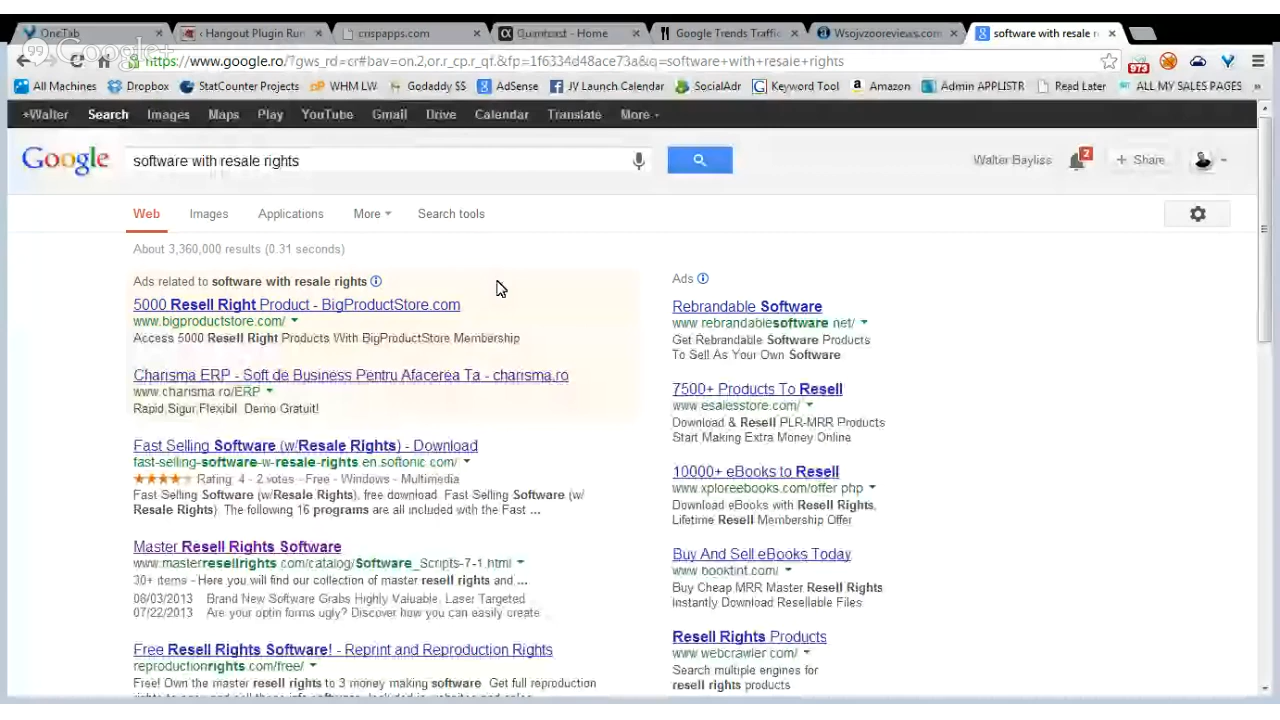 OneTab
Hangout Plugin Run
cnspapps.com
Quantcast - Home
Google Trends Traffic
Wsojvzooreviews.com
software with resale r
Google+
https://www.google.ro/?gws_rd=cr#bav=on.2,or.r_cp.r_qf.&fp=1f6334d48ace73a&q=software+with+resale+rights
973
All Machines
Dropbox
StatCounter Projects
WHM LW
Godaddy SS
AdSense
JV Launch Calendar
SocialAdr
Keyword Tool
Amazon
Admin APPLISTR
Read Later
ALL MY SALES PAGES
»
+Walter Search Images Maps Play YouTube Gmail Drive Calendar Translate More
Google
software with resale rights
Walter Bayliss
2
+ Share
Web Images Applications More Search tools
About 3,360,000 results (0.31 seconds)
Ads related to software with resale rights
5000 Resell Right Product - BigProductStore.com
www.bigproductstore.com/
Access 5000 Resell Right Products With BigProductStore Membership
Charisma ERP - Soft de Business Pentru Afacerea Ta - charisma.ro
www.charisma.ro/ERP
Rapid Sigur Flexibil Demo Gratuit!
Fast Selling Software (w/Resale Rights) - Download
fast-selling-software-w-resale-rights.en.softonic.com/
Rating: 4 - 2 votes - Free - Windows - Multimedia
Fast Selling Software (w/Resale Rights), free download. Fast Selling Software (w/
Resale Rights). The following 16 programs are all included with the Fast ...
Master Resell Rights Software
www.masterresellrights.com/catalog/Software_Scripts-7-1.html
30+ items - Here you will find our collection of master resell rights and ...
06/03/2013 Brand New Software Grabs Highly Valuable, Laser Targeted
07/22/2013 Are your optin forms ugly? Discover how you can easily create
Free Resell Rights Software! - Reprint and Reproduction Rights
reproductionrights.com/free/
Free! Own the master resell rights to 3 money making software. Get full reproduction
Ads
Rebrandable Software
www.rebrandablesoftware.net/
Get Rebrandable Software Products
To Sell As Your Own Software
7500+ Products To Resell
www.esalesstore.com/
Download & Resell PLR-MRR Products
Start Making Extra Money Online
10000+ eBooks to Resell
www.xploreebooks.com/offer.php
Download eBooks with Resell Rights,
Lifetime Resell Membership Offer
Buy And Sell eBooks Today
www.booktint.com/
Buy Cheap MRR Master Resell Rights
Instantly Download Resellable Files
Resell Rights Products
www.webcrawler.com/
Search multiple engines for
resell rights products